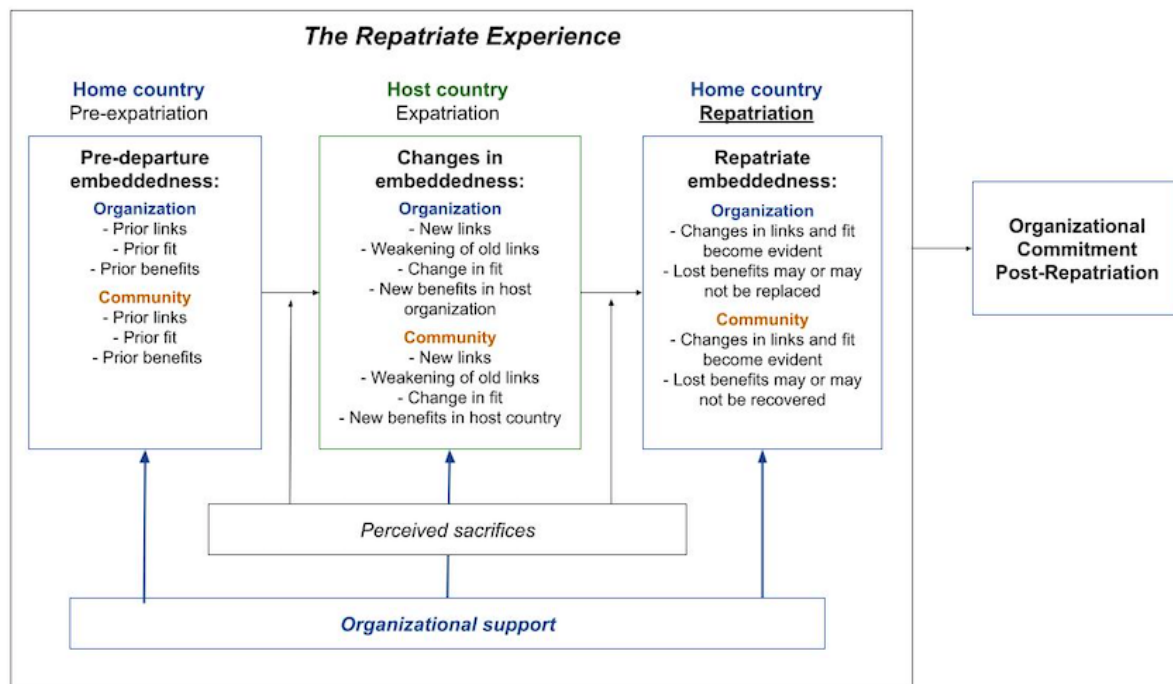 The Repatriate Experience
Home country
Pre-expatriation
Pre-departure
embeddedness:
Organization
- Prior links
- Prior fit
- Prior benefits
Community
- Prior links
- Prior fit
- Prior benefits
Host country
Expatriation
Changes in
embeddedness:
Organization
- New links
- Weakening of old links
- Change in fit
- New benefits in host
organization
Community
- New links
- Weakening of old links
- Change in fit
- New benefits in host country
Home country
Repatriation
Repatriate
embeddedness:
Organization
- Changes in links and fit
become evident
- Lost benefits may or may
not be replaced
Community
- Changes in links and fit
become evident
- Lost benefits may or may
not be recovered
Organizational
Commitment
Post-Repatriation
Perceived sacrifices
Organizational support